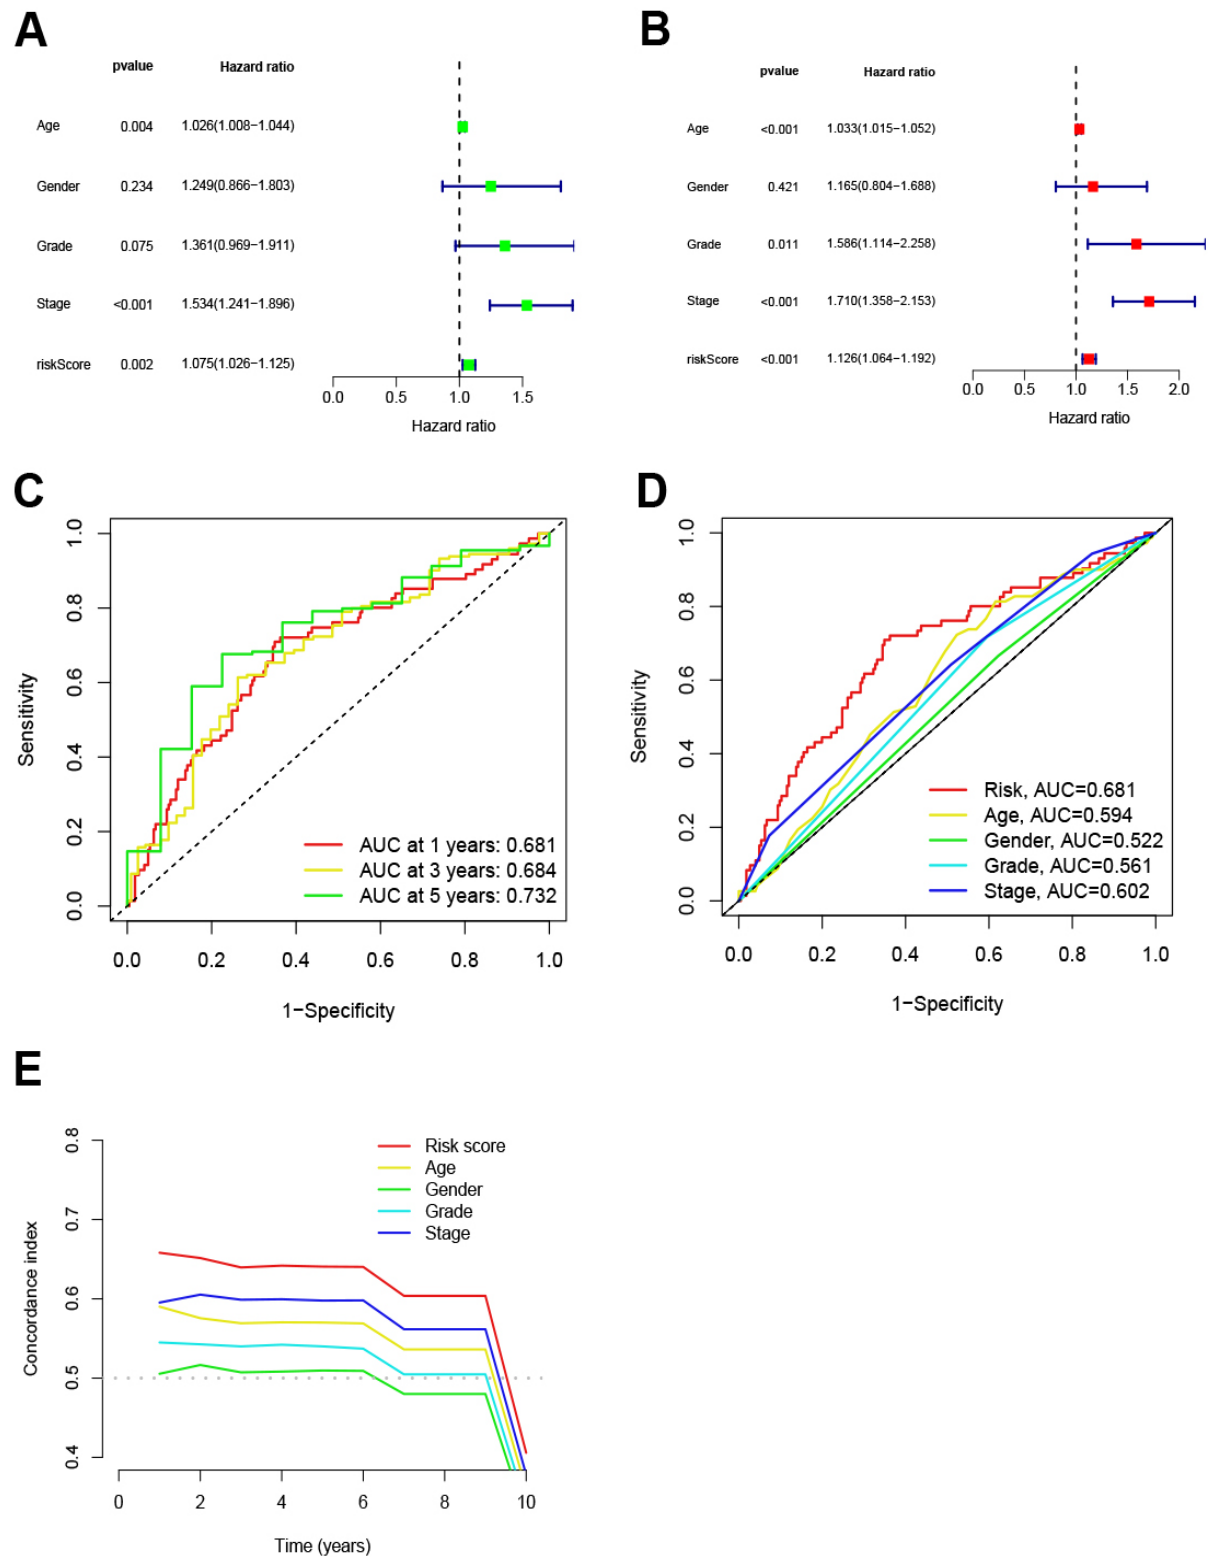 A
pvalue Hazard ratio
Age 0.004 1.026(1.008−1.044)
Gender 0.234 1.249(0.866−1.803)
Grade 0.075 1.361(0.969−1.911)
Stage <0.001 1.534(1.241−1.896)
riskScore 0.002 1.075(1.026−1.125)
0.0 0.5 1.0 1.5
Hazard ratio
B
pvalue Hazard ratio
Age <0.001 1.033(1.015−1.052)
Gender 0.421 1.165(0.804−1.688)
Grade 0.011 1.586(1.114−2.258)
Stage <0.001 1.710(1.358−2.153)
riskScore <0.001 1.126(1.064−1.192)
0.0 0.5 1.0 1.5 2.0
Hazard ratio
C
Sensitivity
1.0
0.8
0.6
0.4
0.2
0.0
AUC at 1 years: 0.681
AUC at 3 years: 0.684
AUC at 5 years: 0.732
0.0 0.2 0.4 0.6 0.8 1.0
1−Specificity
D
Sensitivity
1.0
0.8
0.6
0.4
0.2
0.0
Risk, AUC=0.681
Age, AUC=0.594
Gender, AUC=0.522
Grade, AUC=0.561
Stage, AUC=0.602
0.0 0.2 0.4 0.6 0.8 1.0
1−Specificity
E
Concordance index
0.8
0.7
0.6
0.5
0.4
Risk score
Age
Gender
Grade
Stage
0 2 4 6 8 10
Time (years)